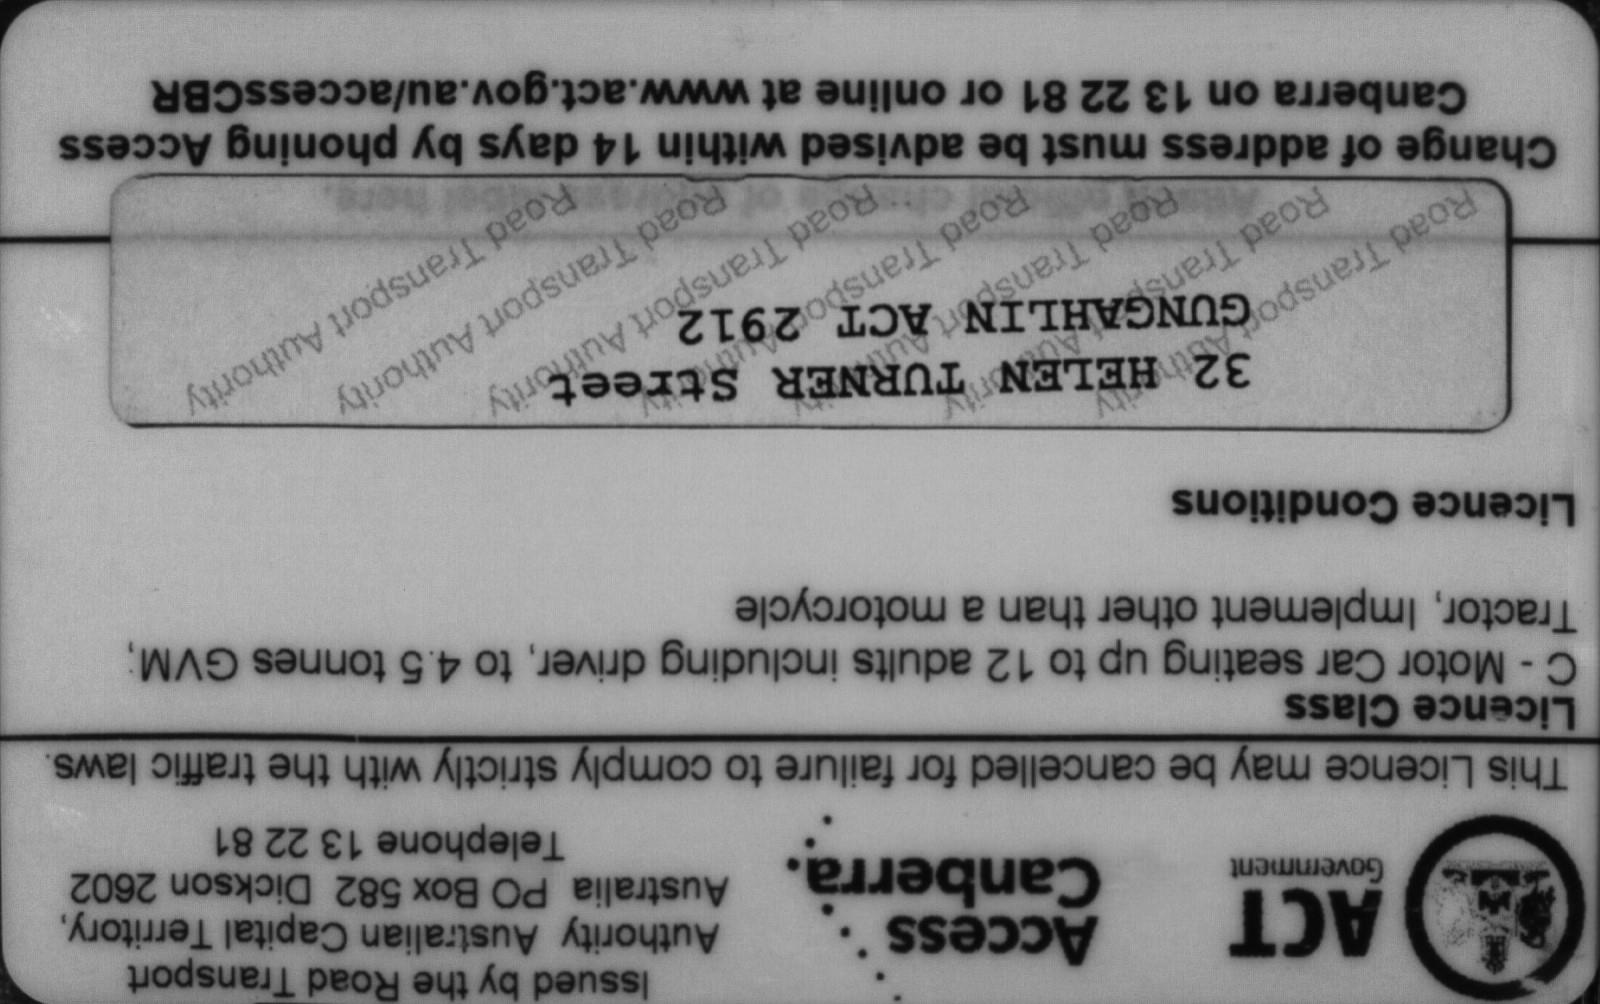 Issued by the Road Transport
Authority Australian Capital Territory,
Australia PO Box 582 Dickson 2602
Telephone 13 22 81
ACT
Government
Access
Canberra.
This Licence may be cancelled for failure to comply strictly with the traffic laws.
Licence Class
C - Motor Car seating up to 12 adults including driver, to 4.5 tonnes GVM;
Tractor, Implement other than a motorcycle
Licence Conditions
32 HELEN TURNER Street
GUNGAHLIN ACT 2912
Road Transport Authority
Road Transport Authority
Road Transport Authority
Road Transport Authority
Road Transport Authority
Road Transport Authority
Road Transport Authority
Attach official change of address label here.
Change of address must be advised within 14 days by phoning Access
Canberra on 13 22 81 or online at www.act.gov.au/accessCBR